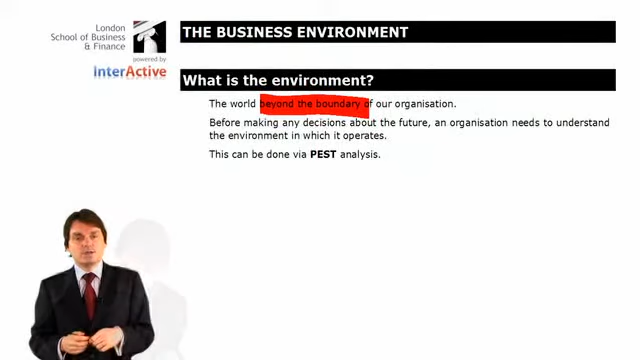 London
School of Business
& Finance
powered by
InterActive
THE BUSINESS ENVIRONMENT
What is the environment?
The world beyond the boundary of our organisation.
Before making any decisions about the future, an organisation needs to understand
the environment in which it operates.
This can be done via PEST analysis.